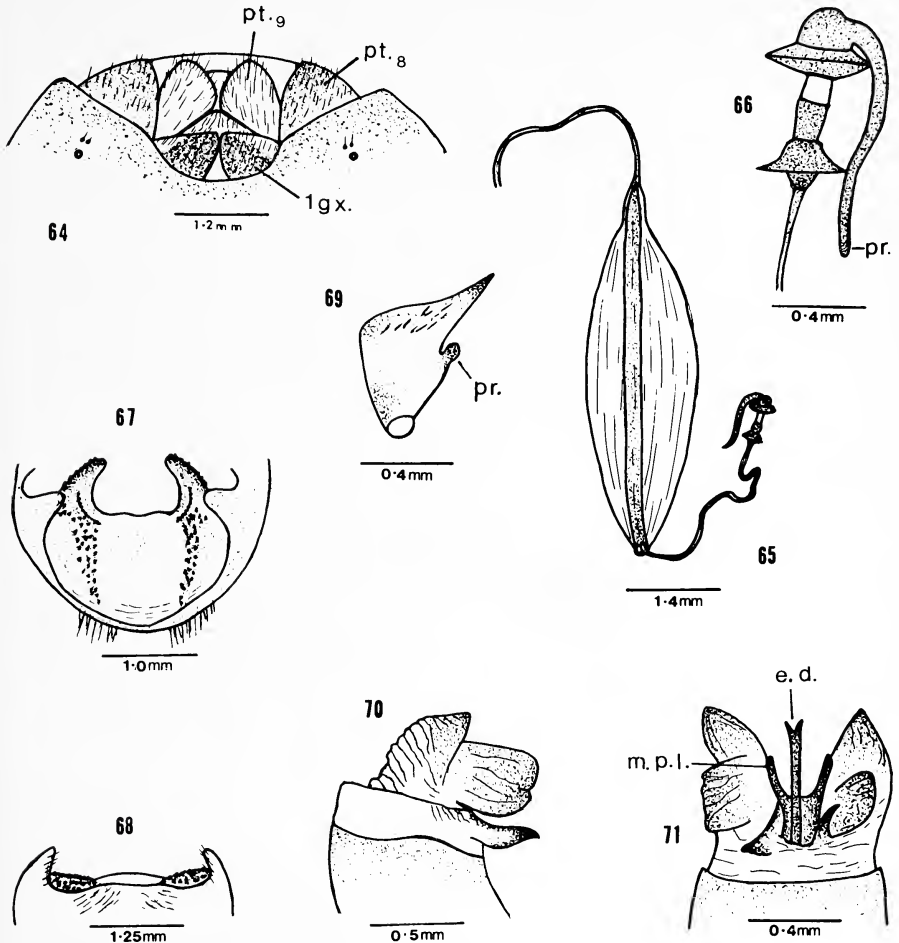 pt.9
pt.8
1gx.
1·2mm
64
66
pr.
0·4mm
69
pr.
0·4mm
67
1·0mm
65
1·4mm
70
e.d.
m.p.l.
68
71
1·25mm
0·5mm
0·4mm